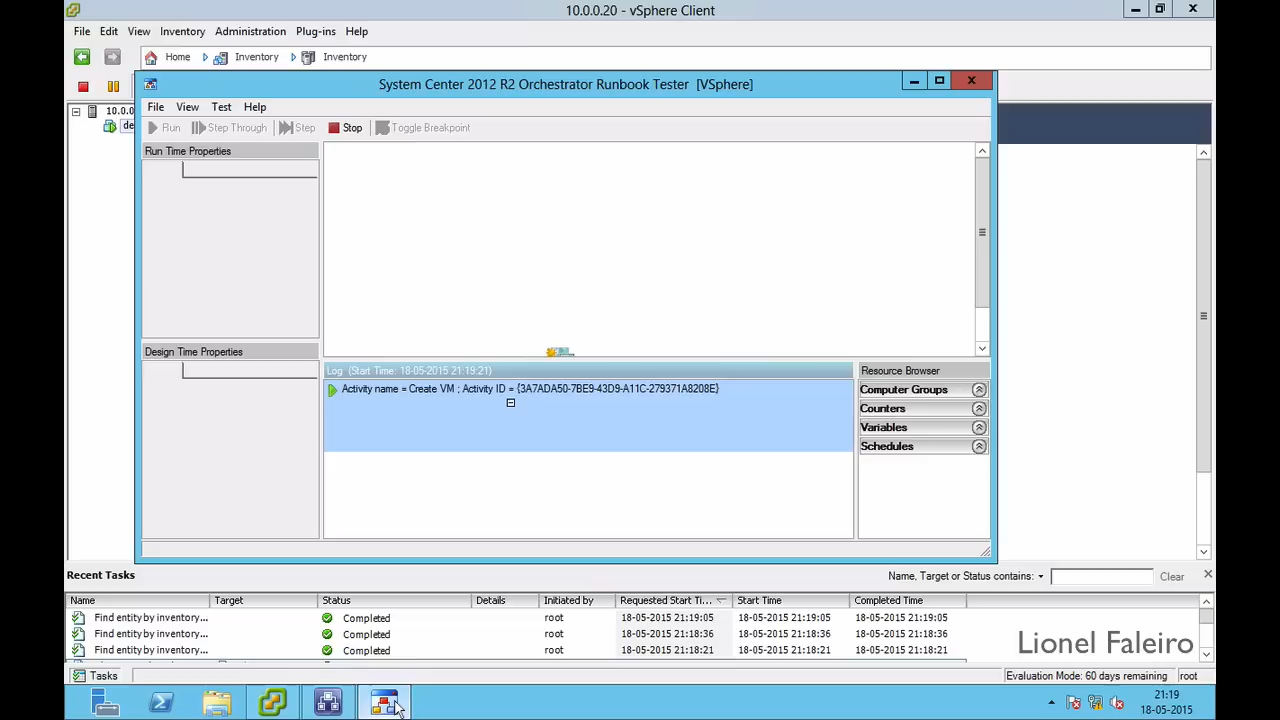 10.0.0.20 - vSphere Client
File Edit View Inventory Administration Plug-ins Help
Home Inventory Inventory
System Center 2012 R2 Orchestrator Runbook Tester [VSphere]
10.0.0
de
File View Test Help
Run Step Through Step Stop Toggle Breakpoint
Run Time Properties
Design Time Properties
Log (Start Time: 18-05-2015 21:19:21)
Activity name = Create VM ; Activity ID = {3A7ADA50-7BE9-43D9-A11C-279371A8208E}
Resource Browser
Computer Groups
Counters
Variables
Schedules
Recent Tasks
Name, Target or Status contains: Clear
Name Target Status Details Initiated by Requested Start Ti... Start Time Completed Time
Find entity by inventory... Completed root 18-05-2015 21:19:05 18-05-2015 21:19:05 18-05-2015 21:19:05
Find entity by inventory... Completed root 18-05-2015 21:18:36 18-05-2015 21:18:36 18-05-2015 21:18:36
Find entity by inventory... Completed root 18-05-2015 21:18:21 18-05-2015 21:18:21 18-05-2015 21:18:21
Lionel Faleiro
Tasks Evaluation Mode: 60 days remaining root
21:19
18-05-2015